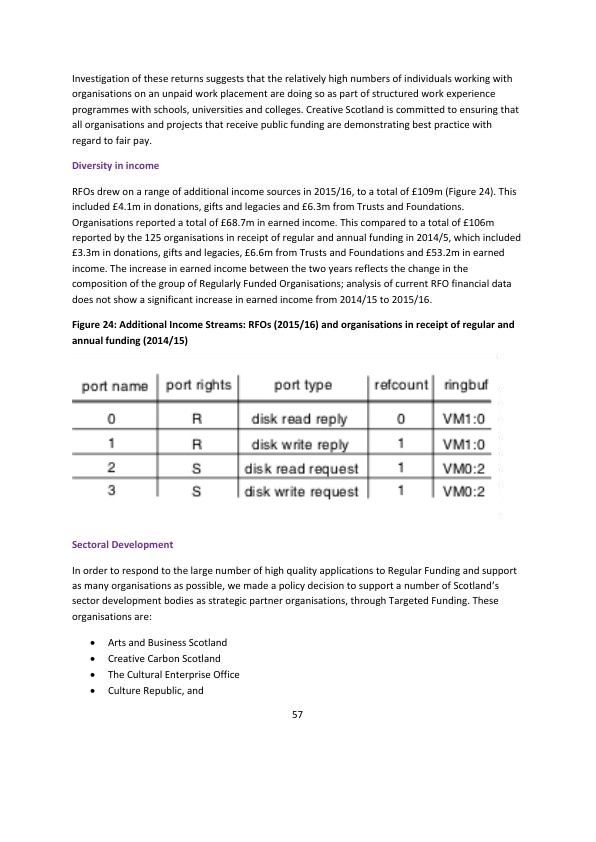 Investigation of these returns suggests that the relatively high numbers of individuals working with
organisations on an unpaid work placement are doing so as part of structured work experience
programmes with schools, universities and colleges. Creative Scotland is committed to ensuring that
all organisations and projects that receive public funding are demonstrating best practice with
regard to fair pay.
Diversity in income
RFOs drew on a range of additional income sources in 2015/16, to a total of £109m (Figure 24). This
included £4.1m in donations, gifts and legacies and £6.3m from Trusts and Foundations.
Organisations reported a total of £68.7m in earned income. This compared to a total of £106m
reported by the 125 organisations in receipt of regular and annual funding in 2014/5, which included
£3.3m in donations, gifts and legacies, £6.6m from Trusts and Foundations and £53.2m in earned
income. The increase in earned income between the two years reflects the change in the
composition of the group of Regularly Funded Organisations; analysis of current RFO financial data
does not show a significant increase in earned income from 2014/15 to 2015/16.
Figure 24: Additional Income Streams: RFOs (2015/16) and organisations in receipt of regular and
annual funding (2014/15)
port name port rights port type refcount ringbuf
0 R disk read reply 0 VM1:0
1 R disk write reply 1 VM1:0
2 S disk read request 1 VM0:2
3 S disk write request 1 VM0:2
Sectoral Development
In order to respond to the large number of high quality applications to Regular Funding and support
as many organisations as possible, we made a policy decision to support a number of Scotland's
sector development bodies as strategic partner organisations, through Targeted Funding. These
organisations are:
• Arts and Business Scotland
• Creative Carbon Scotland
• The Cultural Enterprise Office
• Culture Republic, and
57